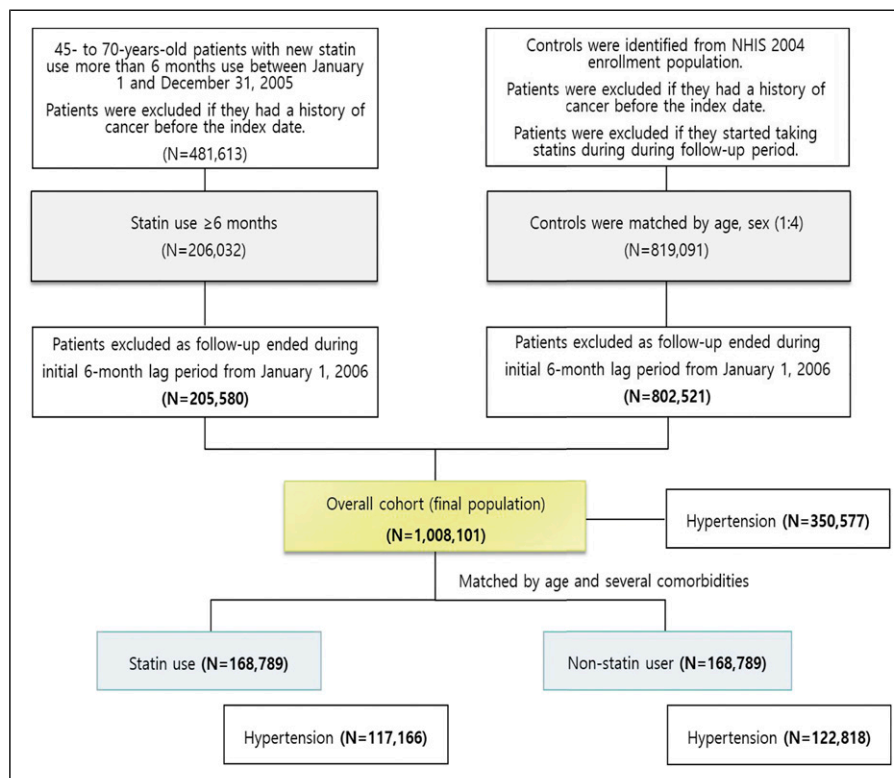 45- to 70-years-old patients with new statin
use more than 6 months use between January
1 and December 31, 2005
Patients were excluded if they had a history of
cancer before the index date.
(N=481,613)
Controls were identified from NHIS 2004
enrollment population.
Patients were excluded if they had a history of
cancer before the index date.
Patients were excluded if they started taking
statins during during follow-up period.
Statin use ≥6 months
(N=206,032)
Controls were matched by age, sex (1:4)
(N=819,091)
Patients excluded as follow-up ended during
initial 6-month lag period from January 1, 2006
(N=205,580)
Patients excluded as follow-up ended during
initial 6-month lag period from January 1, 2006
(N=802,521)
Overall cohort (final population)
(N=1,008,101)
Hypertension (N=350,577)
Matched by age and several comorbidities
Statin use (N=168,789)
Non-statin user (N=168,789)
Hypertension (N=117,166)
Hypertension (N=122,818)